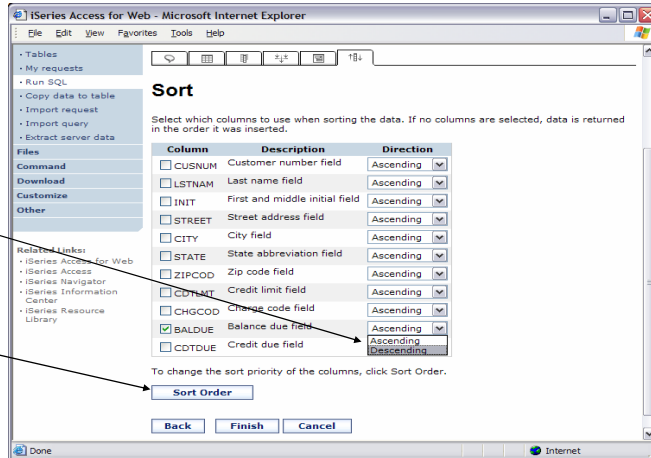 iSeries Access for Web - Microsoft Internet Explorer
File Edit View Favorites Tools Help
• Tables
• My requests
• Run SQL
• Copy data to table
• Import request
• Import query
• Extract server data
Files
Command
Download
Customize
Other
Related Links:
• iSeries Access for Web
• iSeries Access
• iSeries Navigator
• iSeries Information
Center
• iSeries Resource
Library
Sort
Select which columns to use when sorting the data. If no columns are selected, data is returned
in the order it was inserted.
Column Description Direction
CUSNUM Customer number field Ascending
LSTNAM Last name field Ascending
INIT First and middle initial field Ascending
STREET Street address field Ascending
CITY City field Ascending
STATE State abbreviation field Ascending
ZIPCOD Zip code field Ascending
CDTLMT Credit limit field Ascending
CHGCOD Charge code field Ascending
BALDUE Balance due field Ascending
Ascending
CDTDUE Credit due field Descending
To change the sort priority of the columns, click Sort Order.
Sort Order
Back Finish Cancel
Done Internet